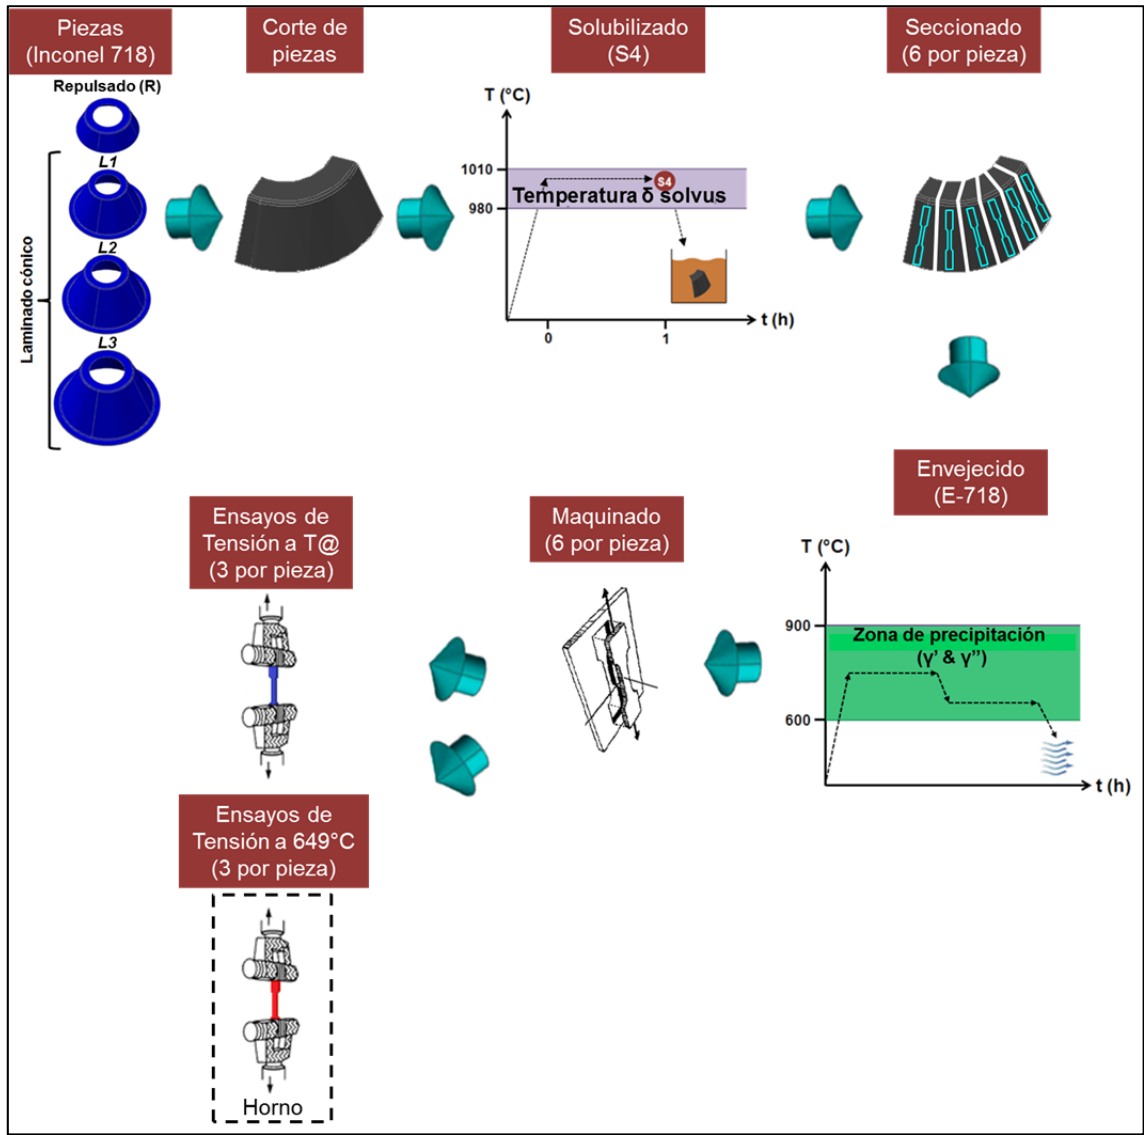 Piezas
(Inconel 718)
Corte de
piezas
Solubilizado
(S4)
Seccionado
(6 por pieza)
Repulsado (R)
L1
L2
L3
Laminado cónico
T (°C)
1010
980
S4
Temperatura δ solvus
0
1
t (h)
Envejecido
(E-718)
T (°C)
900
600
Zona de precipitación
(γ' & γ'')
t (h)
Maquinado
(6 por pieza)
Ensayos de
Tensión a T@
(3 por pieza)
Ensayos de
Tensión a 649°C
(3 por pieza)
Horno